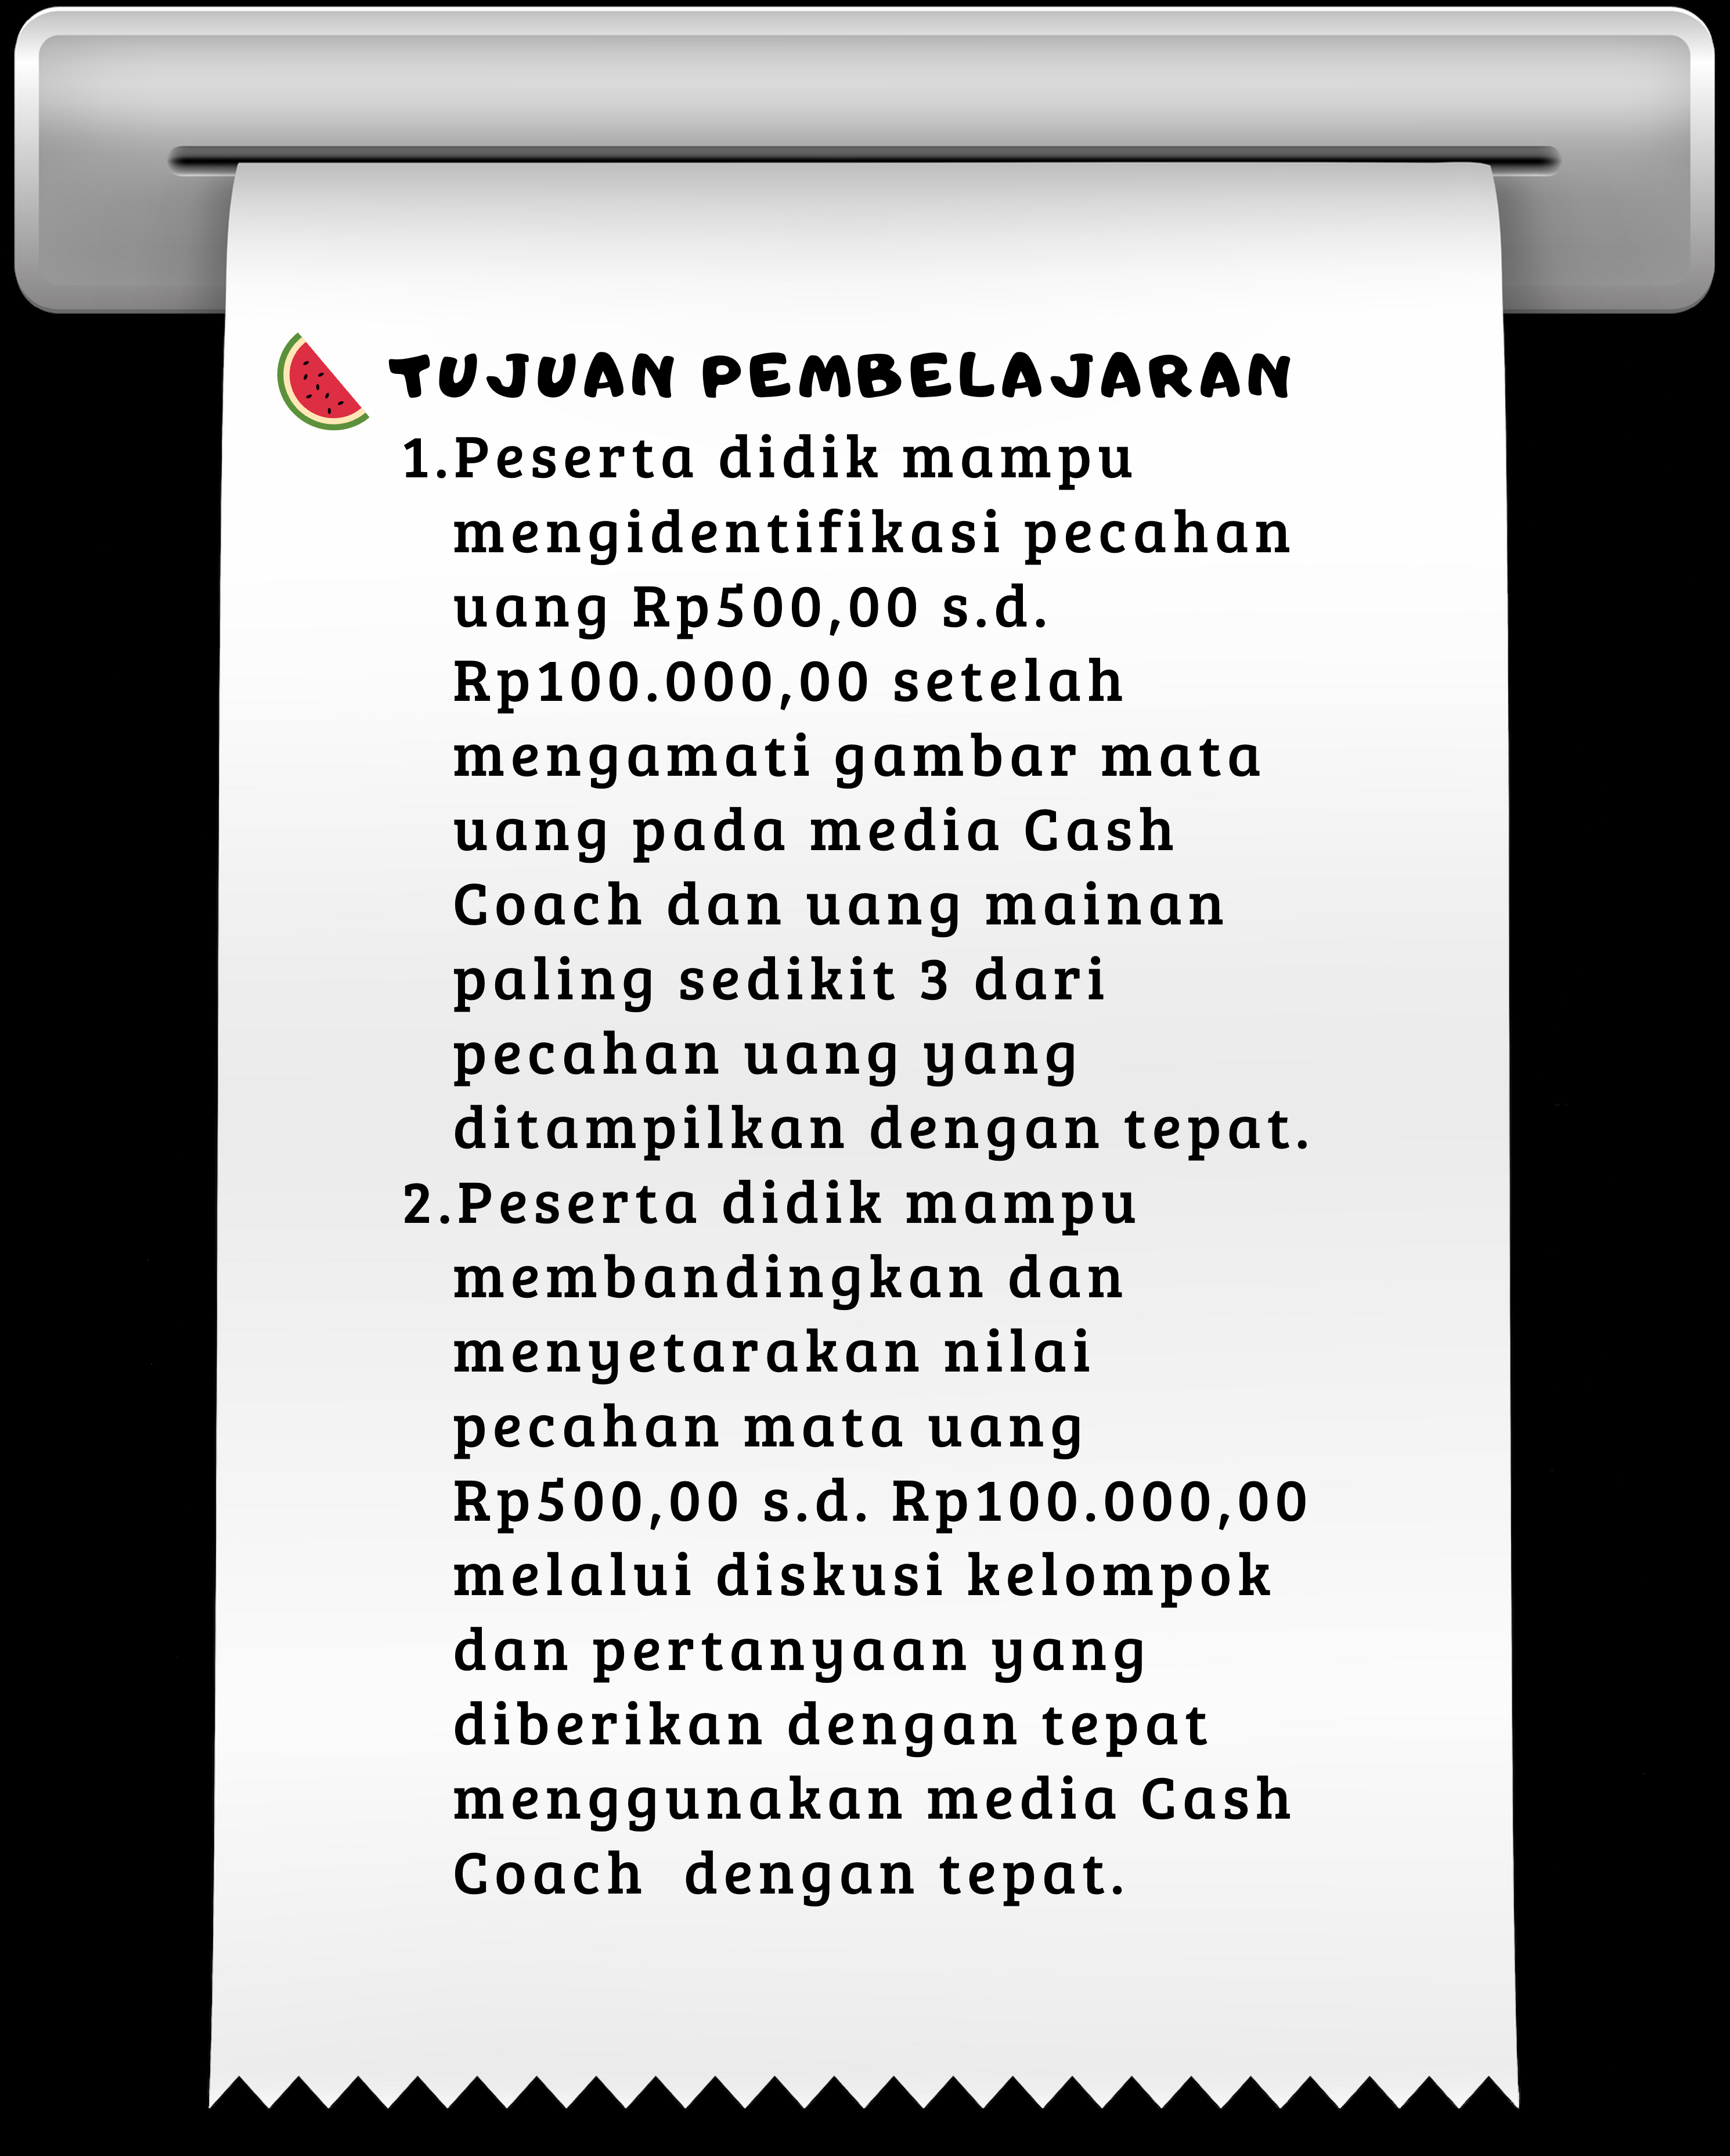 TUJUAN PEMBELAJARAN
1.Peserta didik mampu
mengidentifikasi pecahan
uang Rp500,00 s.d.
Rp100.000,00 setelah
mengamati gambar mata
uang pada media Cash
Coach dan uang mainan
paling sedikit 3 dari
pecahan uang yang
ditampilkan dengan tepat.
2.Peserta didik mampu
membandingkan dan
menyetarakan nilai
pecahan mata uang
Rp500,00 s.d. Rp100.000,00
melalui diskusi kelompok
dan pertanyaan yang
diberikan dengan tepat
menggunakan media Cash
Coach  dengan tepat.